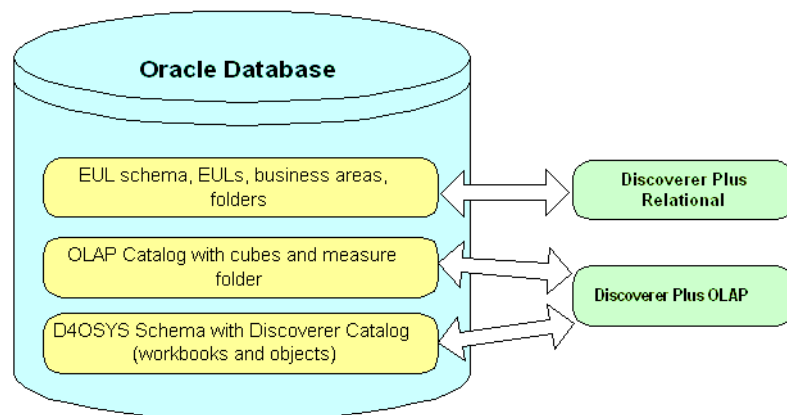 Oracle Database
EUL schema, EULs, business areas,
folders
Discoverer Plus
Relational
OLAP Catalog with cubes and measure
folder
Discoverer Plus OLAP
D4OSYS Schema with Discoverer Catalog
(workbooks and objects)